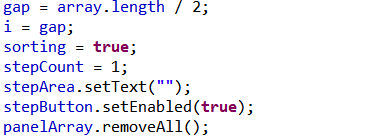 gap = array.length / 2;
i = gap;
sorting = true;
stepCount = 1;
stepArea.setText("");
stepButton.setEnabled(true);
panelArray.removeAll();